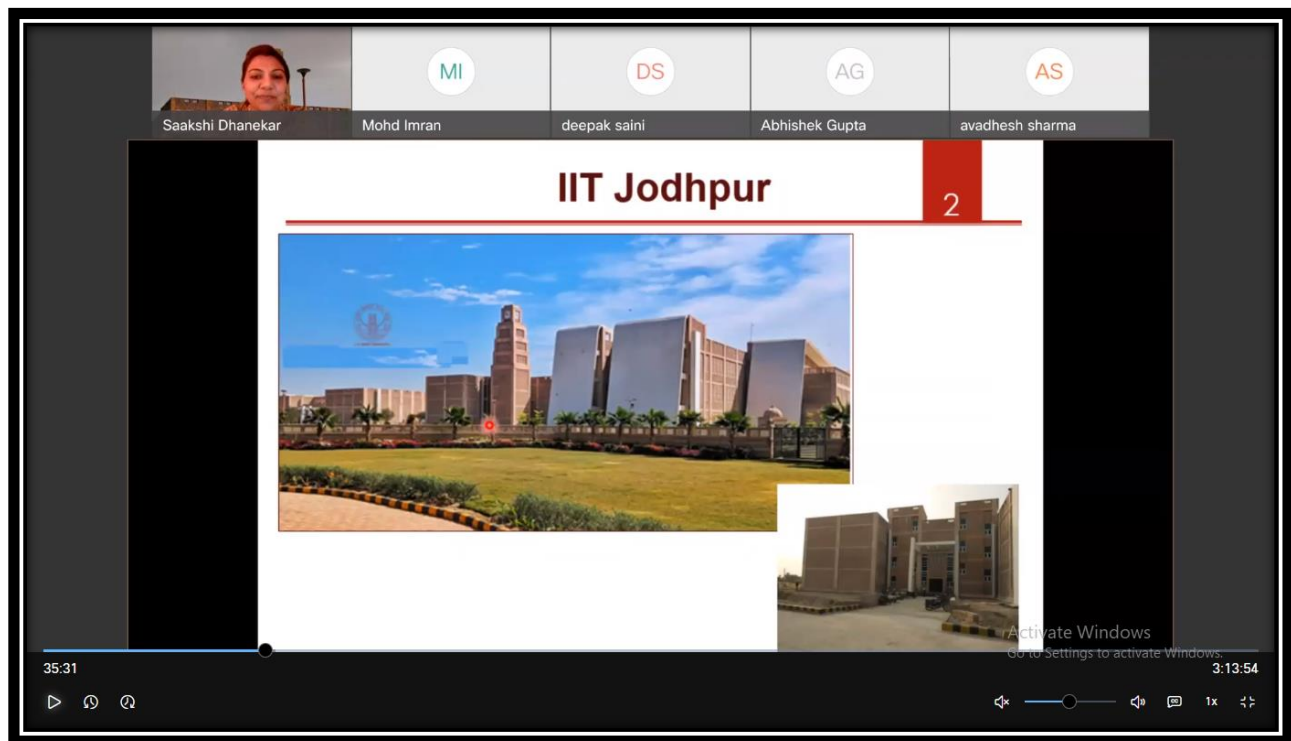 MI
DS
AG
AS
Saakshi Dhanekar
Mohd Imran
deepak saini
Abhishek Gupta
avadhesh sharma
IIT Jodhpur
2
Activate Windows
Go to Settings to activate Windows.
35:31
3:13:54
1x